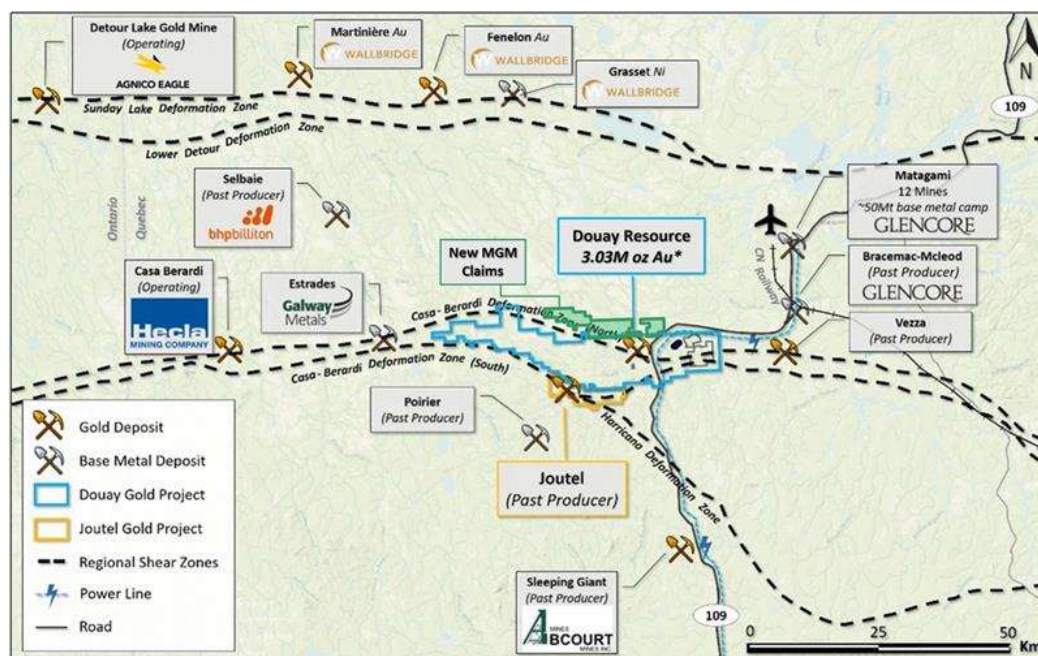 Detour Lake Gold Mine
(Operating)
AGNICO EAGLE
Martinière Au
WALLBRIDGE
Fenelon Au
WALLBRIDGE
Grasset Ni
WALLBRIDGE
N
109
Sunday Lake Deformation Zone
Lower Detour Deformation Zone
Ontario
Quebec
Selbaie
(Past Producer)
bhpbilliton
Matagami
12 Mines
~50Mt base metal camp
GLENCORE
CN Railway
New MGM
Claims
Douay Resource
3.03M oz Au*
Bracemac-Mcleod
(Past Producer)
GLENCORE
Casa Berardi
(Operating)
Hecla
MINING COMPANY
Estrades
Galway
Metals
Casa-Berardi Deformation Zone (North)
Vezza
(Past Producer)
Casa-Berardi Deformation Zone (South)
Poirier
(Past Producer)
Harricana Deformation Zone
Joutel
(Past Producer)
Gold Deposit
Base Metal Deposit
Douay Gold Project
Joutel Gold Project
Regional Shear Zones
Power Line
Road
Sleeping Giant
(Past Producer)
MINES
ABCOURT
MINES INC
109
0
25
50
Km